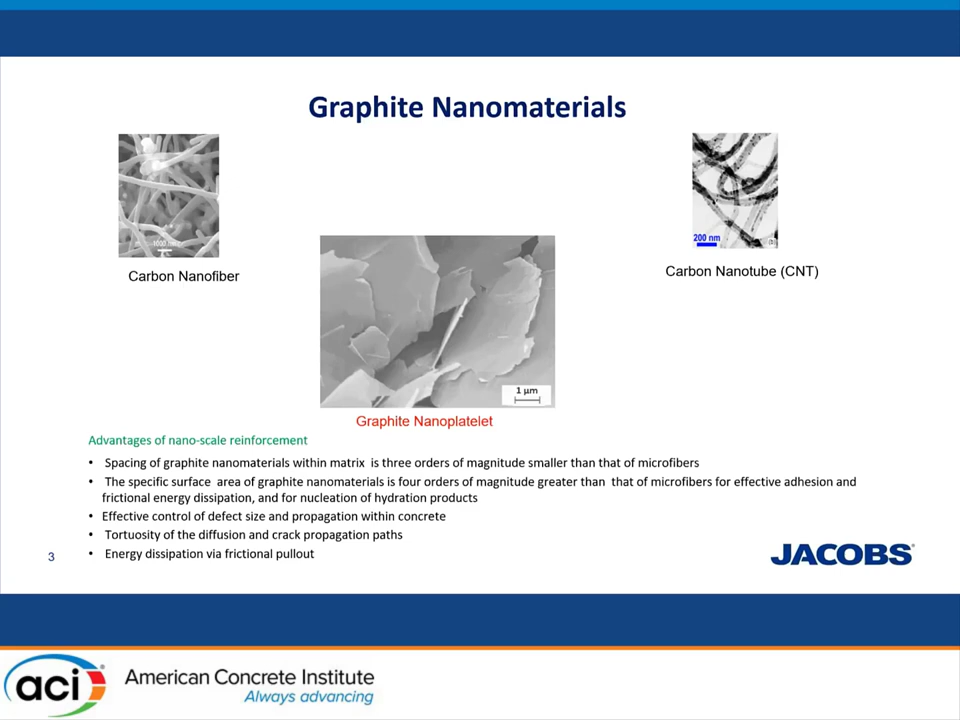 Graphite Nanomaterials
1000 nm
200 nm
Carbon Nanofiber
Carbon Nanotube (CNT)
1 µm
Graphite Nanoplatelet
Advantages of nano-scale reinforcement
• Spacing of graphite nanomaterials within matrix is three orders of magnitude smaller than that of microfibers
• The specific surface area of graphite nanomaterials is four orders of magnitude greater than that of microfibers for effective adhesion and
frictional energy dissipation, and for nucleation of hydration products
• Effective control of defect size and propagation within concrete
• Tortuosity of the diffusion and crack propagation paths
• Energy dissipation via frictional pullout
3
JACOBS
aci
American Concrete Institute
Always advancing